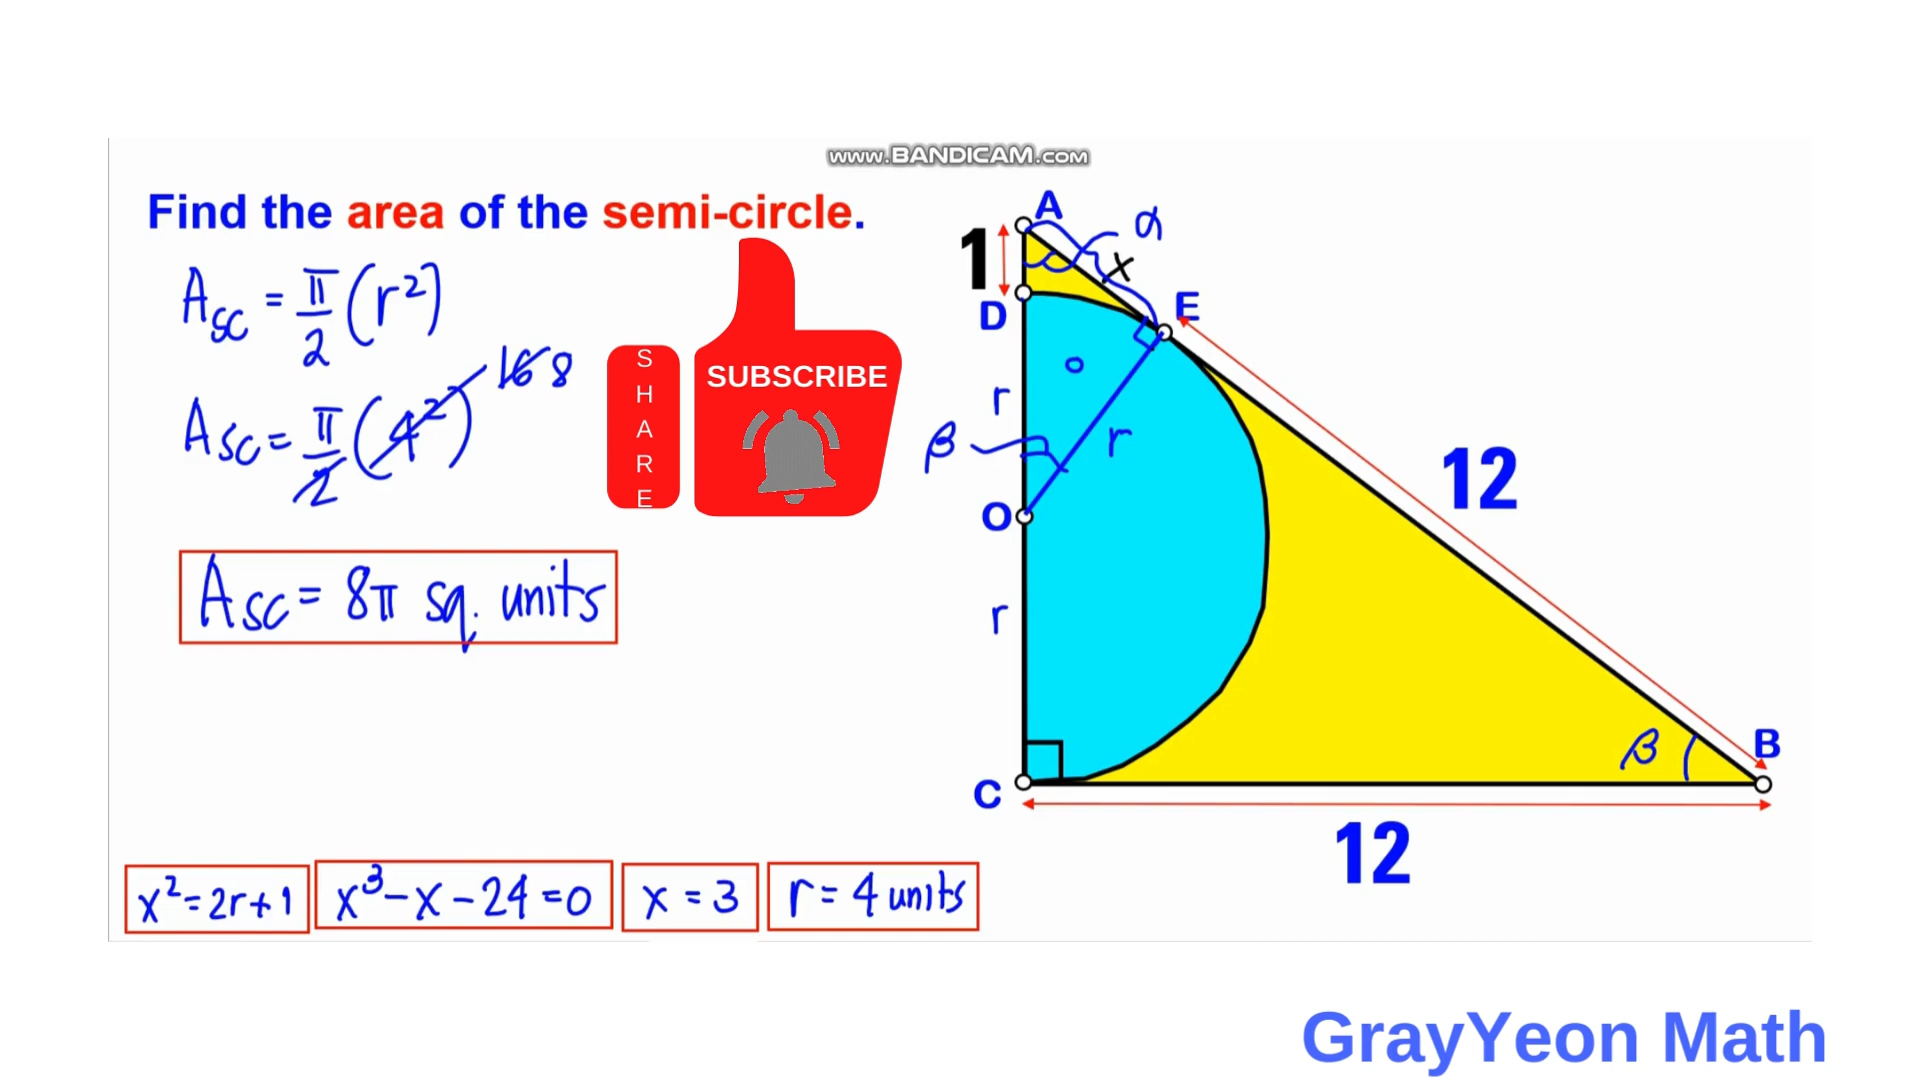 www.BANDICAM.com
Find the area of the semi-circle.
A_SC = π/2 (r²)
A_SC = π/2 (4²) 16 8
A_SC = 8π sq. units
S
H
A
R
E
SUBSCRIBE
A
α
1
x
D
E
r
β
r
O
r
12
β
B
C
12
x² = 2r + 1
x³ - x - 24 = 0
x = 3
r = 4 units
GrayYeon Math